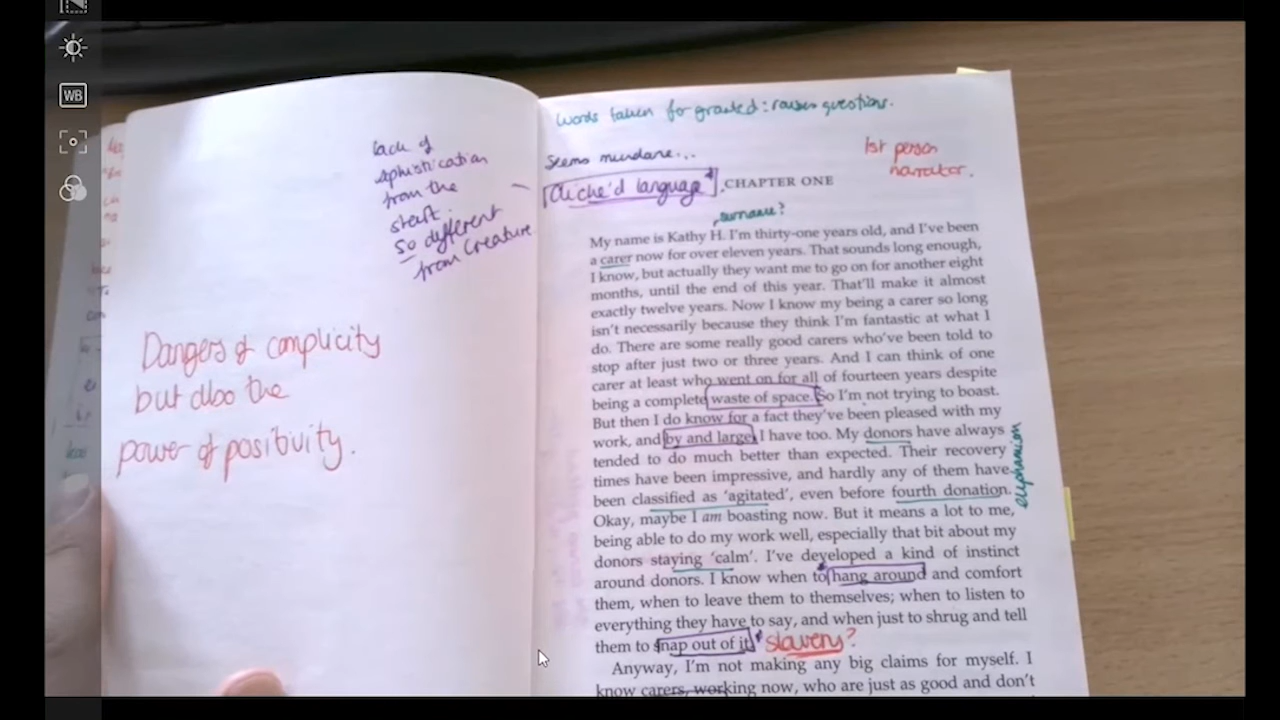 WB
lack of
sophistication
from the
start.
So different
from Creature.
Dangers of complicity
but also the
power of positivity.
Words taken for granted: raises questions.
Seems mundane...
1st person
narrator.
[Cliche'd language]
CHAPTER ONE
surname?
My name is Kathy H. I'm thirty-one years old, and I've been
a carer now for over eleven years. That sounds long enough,
I know, but actually they want me to go on for another eight
months, until the end of this year. That'll make it almost
exactly twelve years. Now I know my being a carer so long
isn't necessarily because they think I'm fantastic at what I
do. There are some really good carers who've been told to
stop after just two or three years. And I can think of one
carer at least who went on for all of fourteen years despite
being a complete waste of space. So I'm not trying to boast.
But then I do know for a fact they've been pleased with my
work, and by and large, I have too. My donors have always
tended to do much better than expected. Their recovery
times have been impressive, and hardly any of them have
been classified as 'agitated', even before fourth donation.
euphemism
Okay, maybe I am boasting now. But it means a lot to me,
being able to do my work well, especially that bit about my
donors staying 'calm'. I've developed a kind of instinct
around donors. I know when to hang around and comfort
them, when to leave them to themselves; when to listen to
everything they have to say, and when just to shrug and tell
them to snap out of it. slavery?
Anyway, I'm not making any big claims for myself. I
know carers, working now, who are just as good and don't